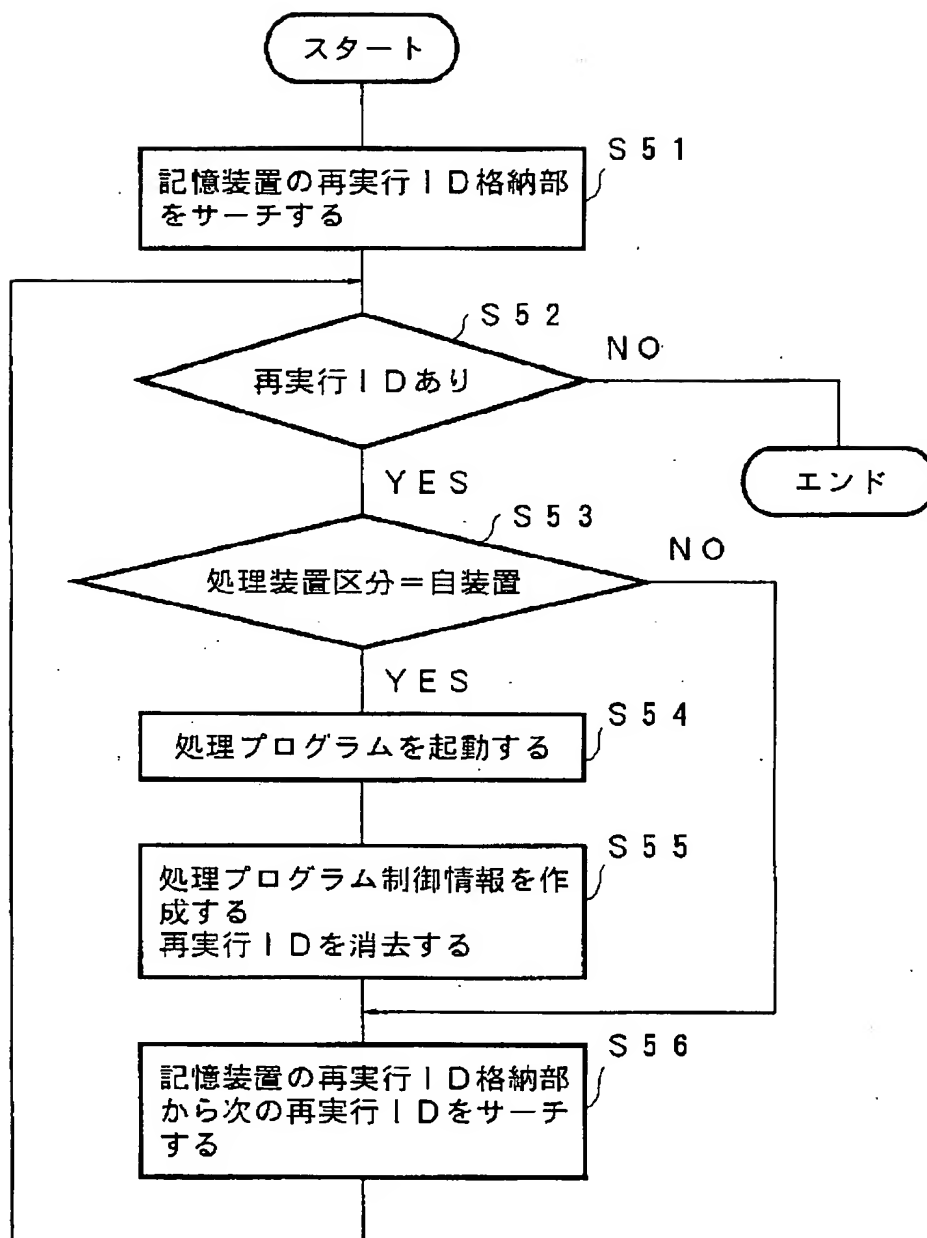 スタート
S51
記憶装置の再実行ID格納部
をサーチする
S52
再実行IDあり
NO
YES
エンド
S53
処理装置区分＝自装置
NO
YES
S54
処理プログラムを起動する
S55
処理プログラム制御情報を作
成する
再実行IDを消去する
S56
記憶装置の再実行ID格納部
から次の再実行IDをサーチ
する